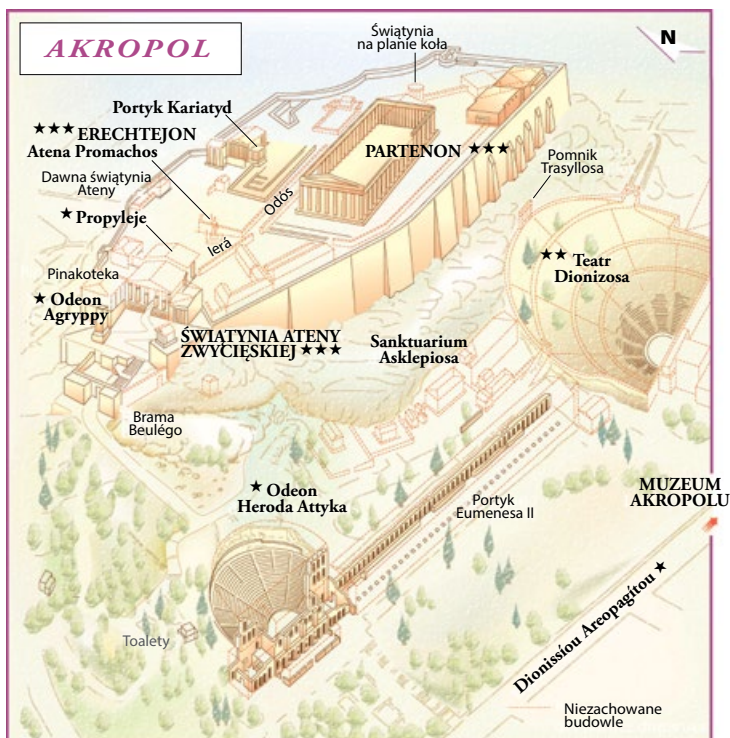 AKROPOL
N
Świątynia
na planie koła
Portyk Kariatyd
★★★ ERECHTEJON
Atena Promachos
PARTENON ★★★
Pomnik
Trasyllosa
Dawna świątynia
Ateny
Ierá Odós
★ Propyleje
Pinakoteka
★★ Teatr
Dionizosa
★ Odeon
Agryppy
ŚWIATYNIA ATENY
ZWYCIĘSKIEJ ★★★
Sanktuarium
Asklepiosa
Brama
Beulégo
★ Odeon
Heroda Attyka
Portyk
Eumenesa II
MUZEUM
AKROPOLU
Dionissíou Areopagítou ★
Toalety
Niezachowane
budowle